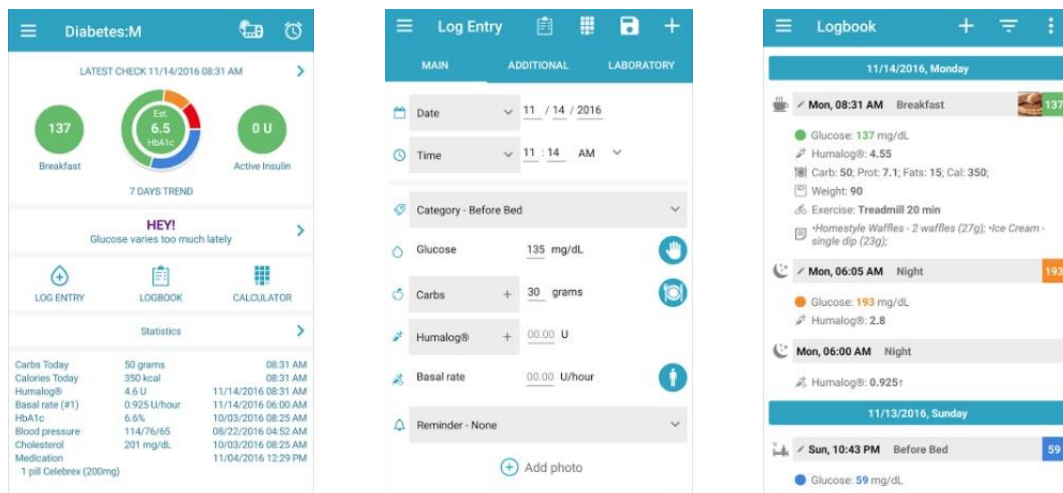 Diabetes:M
LATEST CHECK 11/14/2016 08:31 AM
137
Est.
6.5
HbA1c
0 U
Breakfast
Active Insulin
7 DAYS TREND
HEY!
Glucose varies too much lately
LOG ENTRY LOGBOOK CALCULATOR
Statistics
Carbs Today 50 grams 08:31 AM
Calories Today 350 kcal 08:31 AM
Humalog® 4.6 U 11/14/2016 08:31 AM
Basal rate (#1) 0.925 U/hour 11/14/2016 06:00 AM
HbA1c 6.6% 10/03/2016 08:25 AM
Blood pressure 114/76/65 08/22/2016 04:52 AM
Cholesterol 201 mg/dL 10/03/2016 08:25 AM
Medication 11/04/2016 12:29 PM
1 pill Celebrex (200mg)
Log Entry
MAIN ADDITIONAL LABORATORY
Date 11 / 14 / 2016
Time 11 : 14 AM
Category - Before Bed
Glucose 135 mg/dL
Carbs + 30 grams
Humalog® + 00.00 U
Basal rate 00.00 U/hour
Reminder - None
Add photo
Logbook
11/14/2016, Monday
Mon, 08:31 AM Breakfast 137
Glucose: 137 mg/dL
Humalog®: 4.55
Carb: 50; Prot: 7.1; Fats: 15; Cal: 350;
Weight: 90
Exercise: Treadmill 20 min
•Homestyle Waffles - 2 waffles (27g); •Ice Cream -
single dip (23g);
Mon, 06:05 AM Night 193
Glucose: 193 mg/dL
Humalog®: 2.8
Mon, 06:00 AM Night
Humalog®: 0.925↑
11/13/2016, Sunday
Sun, 10:43 PM Before Bed 59
Glucose: 59 mg/dL